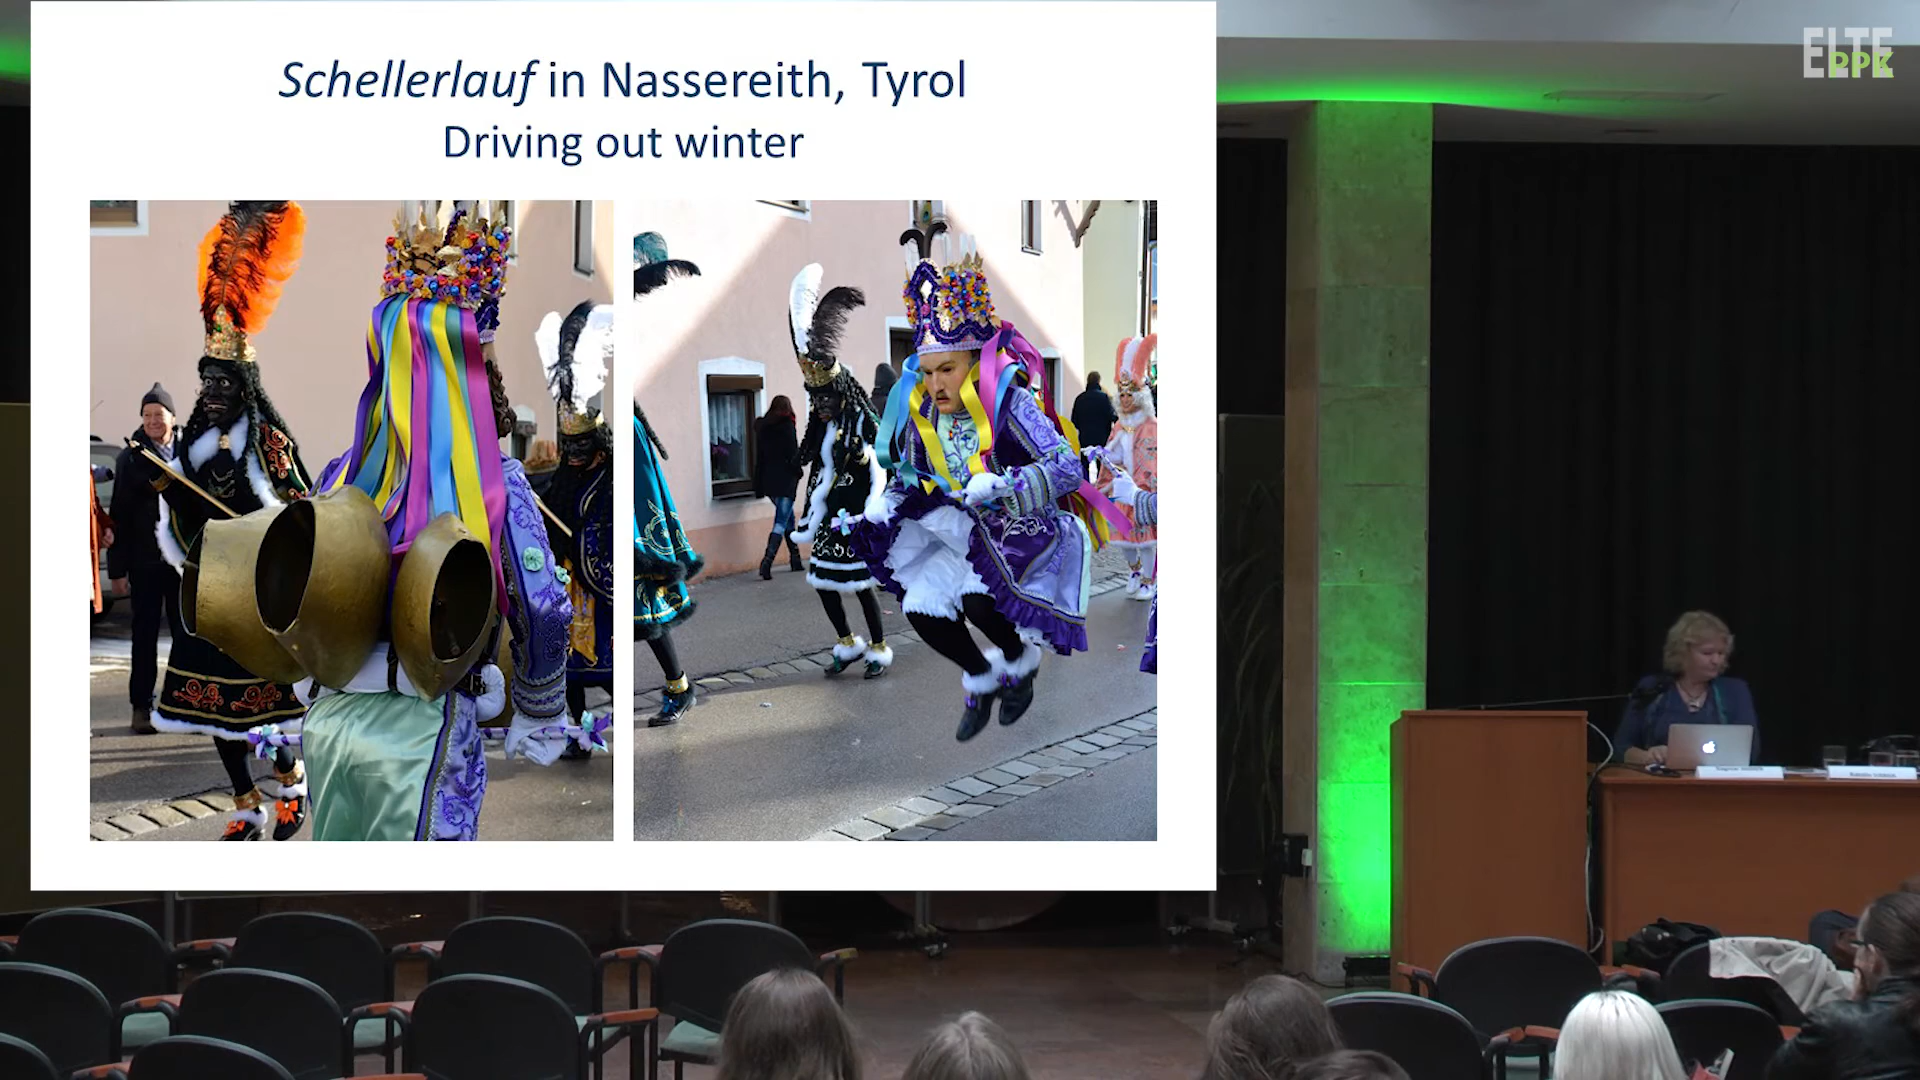 Schellerlauf in Nassereith, Tyrol
Driving out winter
ELTE
PPK